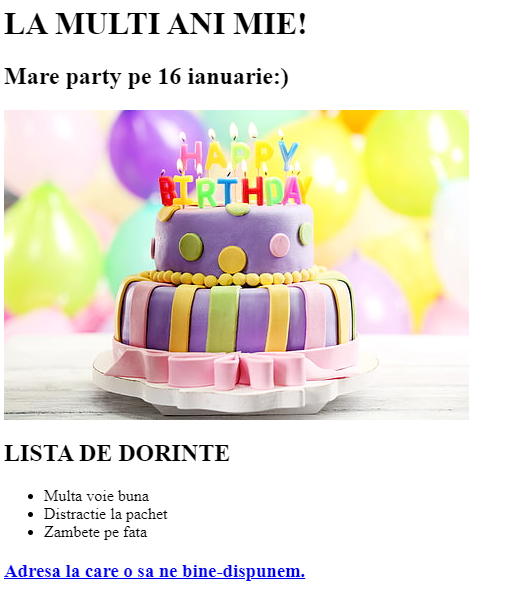 LA MULTI ANI MIE!
Mare party pe 16 ianuarie:)
HAPPY
BIRTHDAY
LISTA DE DORINTE
Multa voie buna
Distractie la pachet
Zambete pe fata
Adresa la care o sa ne bine-dispunem.